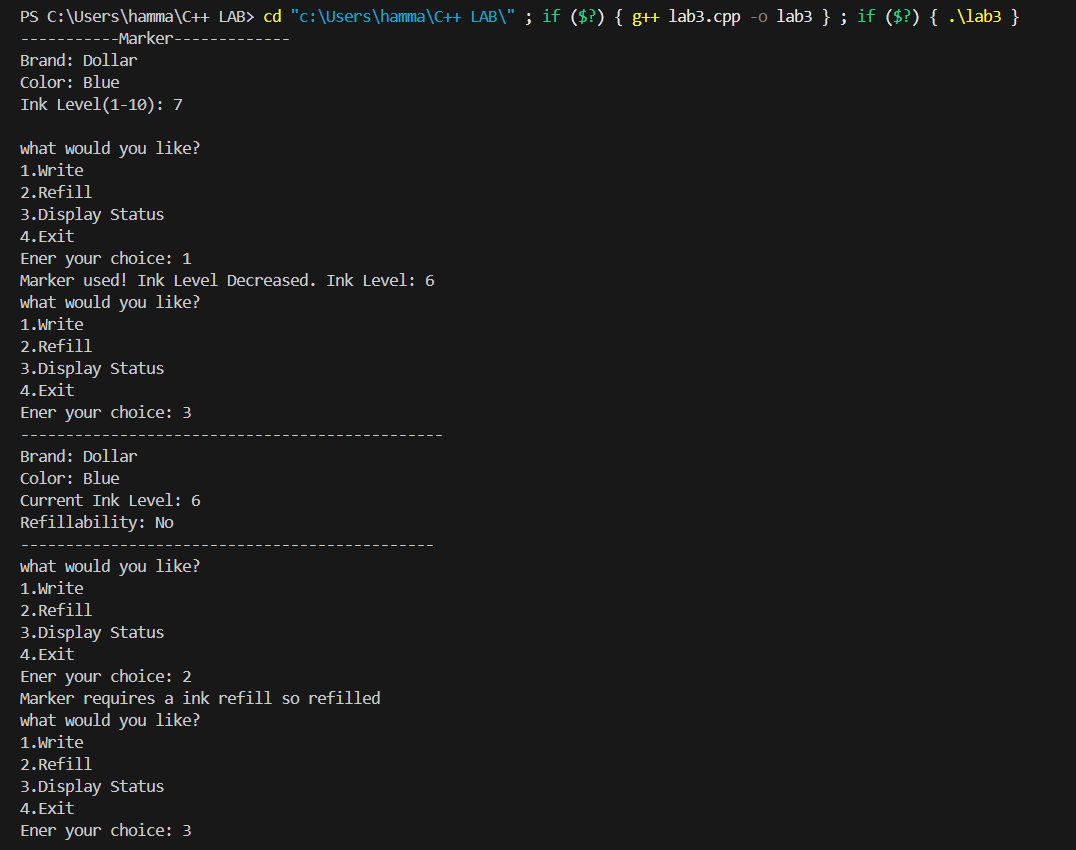 PS C:\Users\hamma\C++ LAB> cd "c:\Users\hamma\C++ LAB\" ; if ($?) { g++ lab3.cpp -o lab3 } ; if ($?) { .\lab3 }
-----------Marker-------------
Brand: Dollar
Color: Blue
Ink Level(1-10): 7
what would you like?
1.Write
2.Refill
3.Display Status
4.Exit
Ener your choice: 1
Marker used! Ink Level Decreased. Ink Level: 6
what would you like?
1.Write
2.Refill
3.Display Status
4.Exit
Ener your choice: 3
-----------------------------------------------
Brand: Dollar
Color: Blue
Current Ink Level: 6
Refillability: No
----------------------------------------------
what would you like?
1.Write
2.Refill
3.Display Status
4.Exit
Ener your choice: 2
Marker requires a ink refill so refilled
what would you like?
1.Write
2.Refill
3.Display Status
4.Exit
Ener your choice: 3